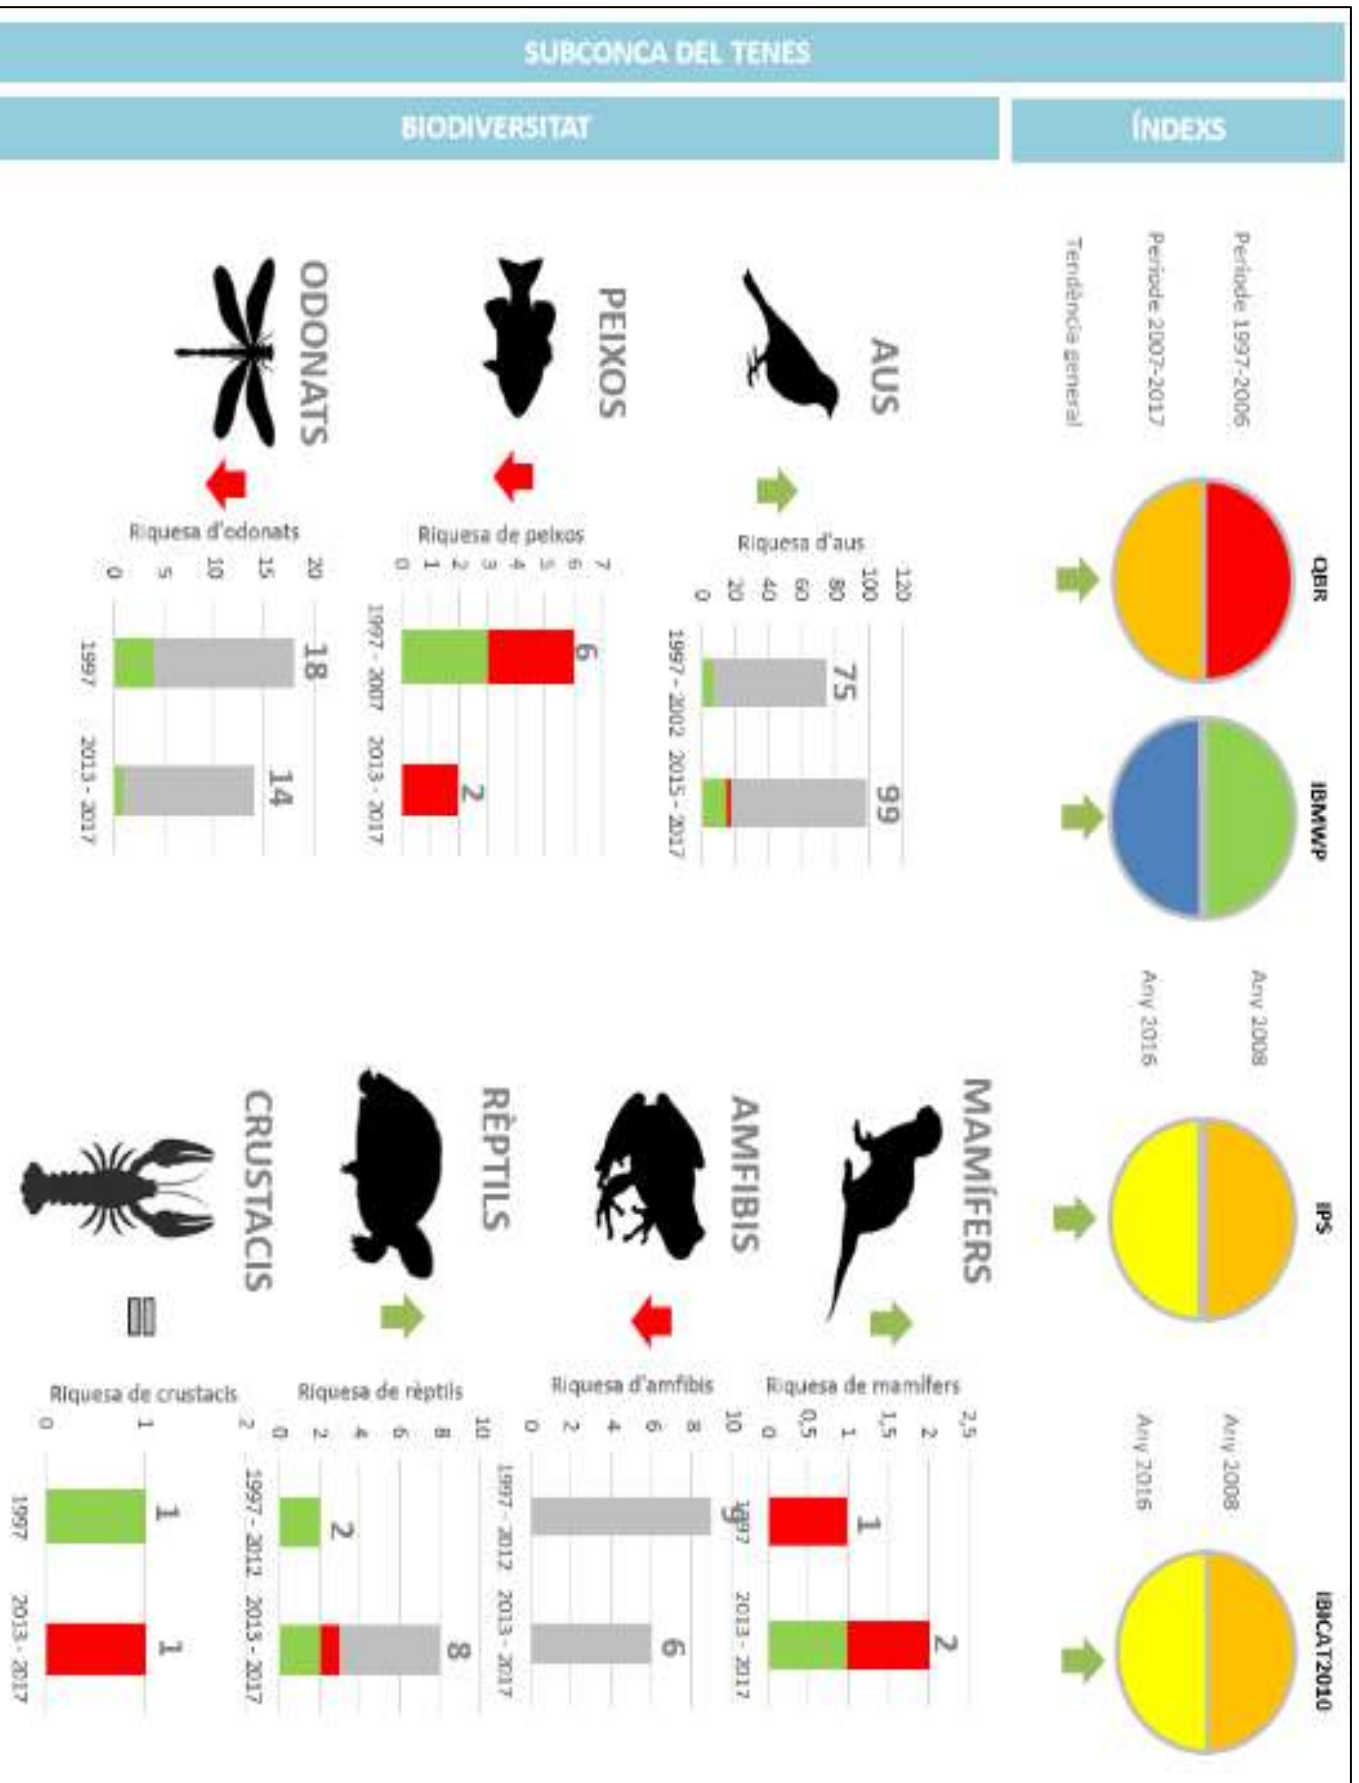 SUBCONCA DEL TENES
ÍNDEXS
QBR
IBMWP
IPS
IBICAT2010
Període 1997-2006
Període 2007-2017
Tendència general
Any 2008
Any 2016
Any 2008
Any 2016
BIODIVERSITAT
AUS
Riquesa d'aus
120
100
80
60
40
20
0
75
99
1997 - 2002
2015 - 2017
MAMÍFERS
Riquesa de mamífers
2,5
2
1,5
1
0,5
0
1
2
1997
2013 - 2017
PEIXOS
Riquesa de peixos
7
6
5
4
3
2
1
0
6
2
1997 - 2007
2013 - 2017
AMFIBIS
Riquesa d'amfibis
10
8
6
4
2
0
9
6
1997 - 2012
2013 - 2017
RÈPTILS
Riquesa de rèptils
10
8
6
4
2
0
2
8
1997 - 2012
2013 - 2017
ODONATS
Riquesa d'odonats
20
15
10
5
0
18
14
1997
2013 - 2017
CRUSTACIS
Riquesa de crustacis
2
1
0
1
1
1997
2013 - 2017